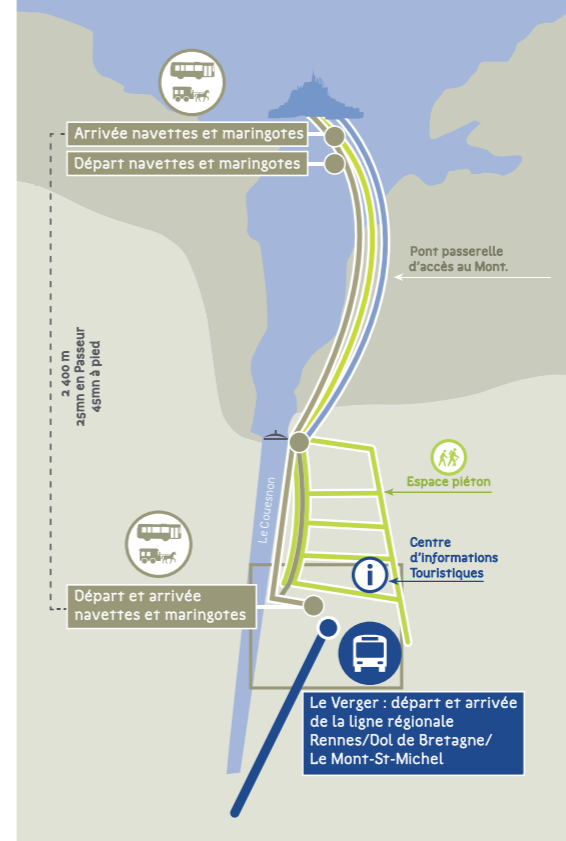 Arrivée navettes et maringotes
Départ navettes et maringotes
Pont passerelle
d'accès au Mont.
2 400 m
25mn en Passeur
45mn à pied
Espace piéton
Le Couesnon
Centre
d'informations
Touristiques
i
Départ et arrivée
navettes et maringotes
Le Verger : départ et arrivée
de la ligne régionale
Rennes/Dol de Bretagne/
Le Mont-St-Michel